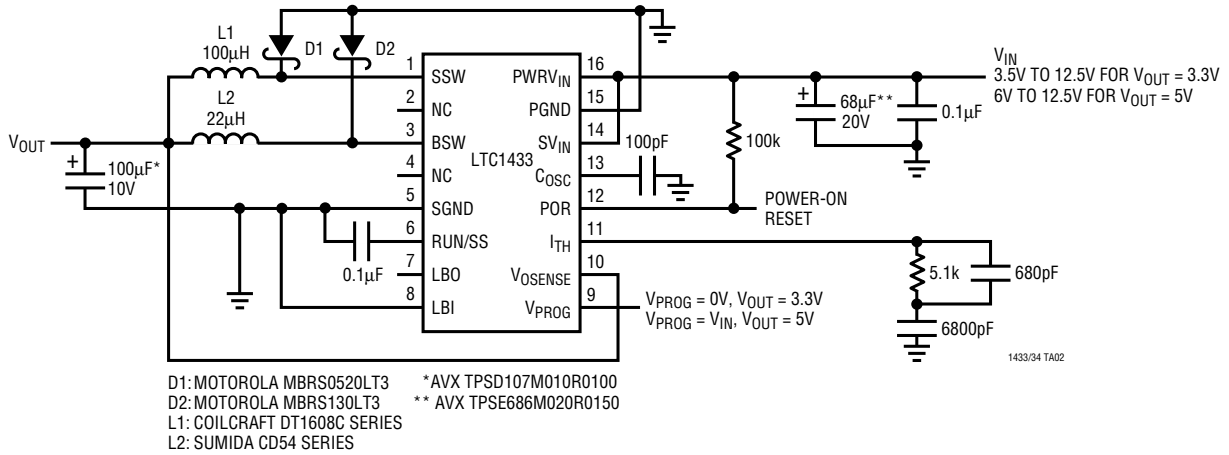 L1
100µH
D1
D2
L2
22µH
VOUT
+
100µF*
10V
1
SSW
2
NC
3
BSW
4
NC
5
SGND
6
RUN/SS
0.1µF
7
LBO
8
LBI
LTC1433
PWRVIN
16
PGND
15
SVIN
14
COSC
13
100pF
POR
12
ITH
11
VOSENSE
10
VPROG
9
100k
POWER-ON
RESET
+
68µF**
20V
0.1µF
VIN
3.5V TO 12.5V FOR VOUT = 3.3V
6V TO 12.5V FOR VOUT = 5V
5.1k
680pF
6800pF
VPROG = 0V, VOUT = 3.3V
VPROG = VIN, VOUT = 5V
1433/34 TA02
D1: MOTOROLA MBRS0520LT3
D2: MOTOROLA MBRS130LT3
L1: COILCRAFT DT1608C SERIES
L2: SUMIDA CD54 SERIES
*AVX TPSD107M010R0100
** AVX TPSE686M020R0150